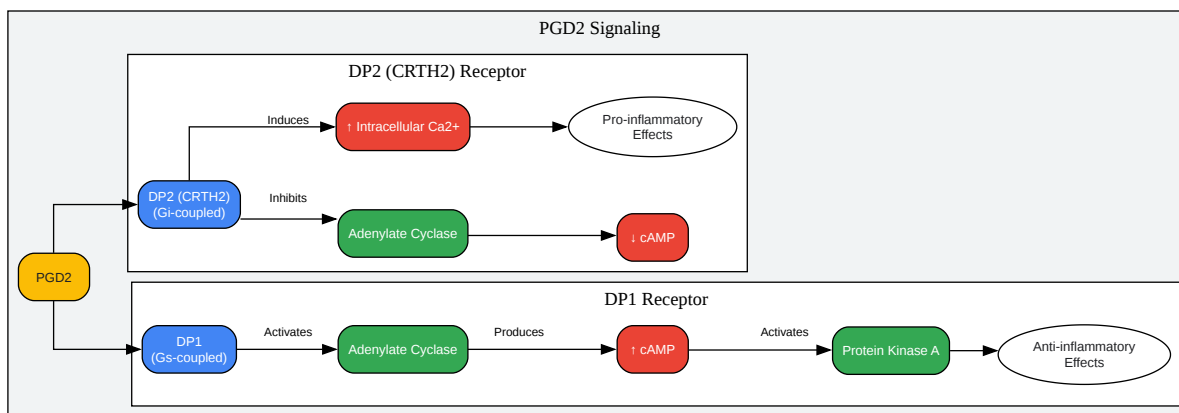 PGD2 Signaling
DP2 (CRTH2) Receptor
Induces
↑ Intracellular Ca2+
Pro-inflammatory
Effects
DP2 (CRTH2)
(Gi-coupled)
Inhibits
Adenylate Cyclase
↓ cAMP
PGD2
DP1 Receptor
DP1
(Gs-coupled)
Activates
Adenylate Cyclase
Produces
↑ cAMP
Activates
Protein Kinase A
Anti-inflammatory
Effects